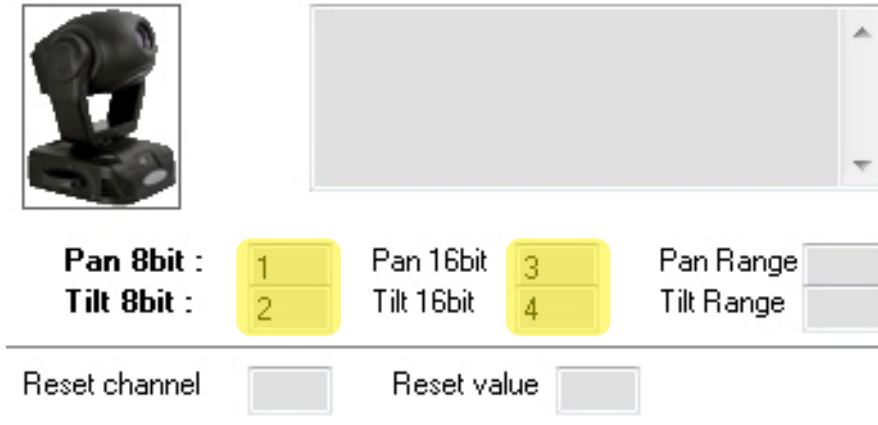 Pan 8bit : 1 Pan 16bit 3 Pan Range
Tilt 8bit : 2 Tilt 16bit 4 Tilt Range
Reset channel Reset value